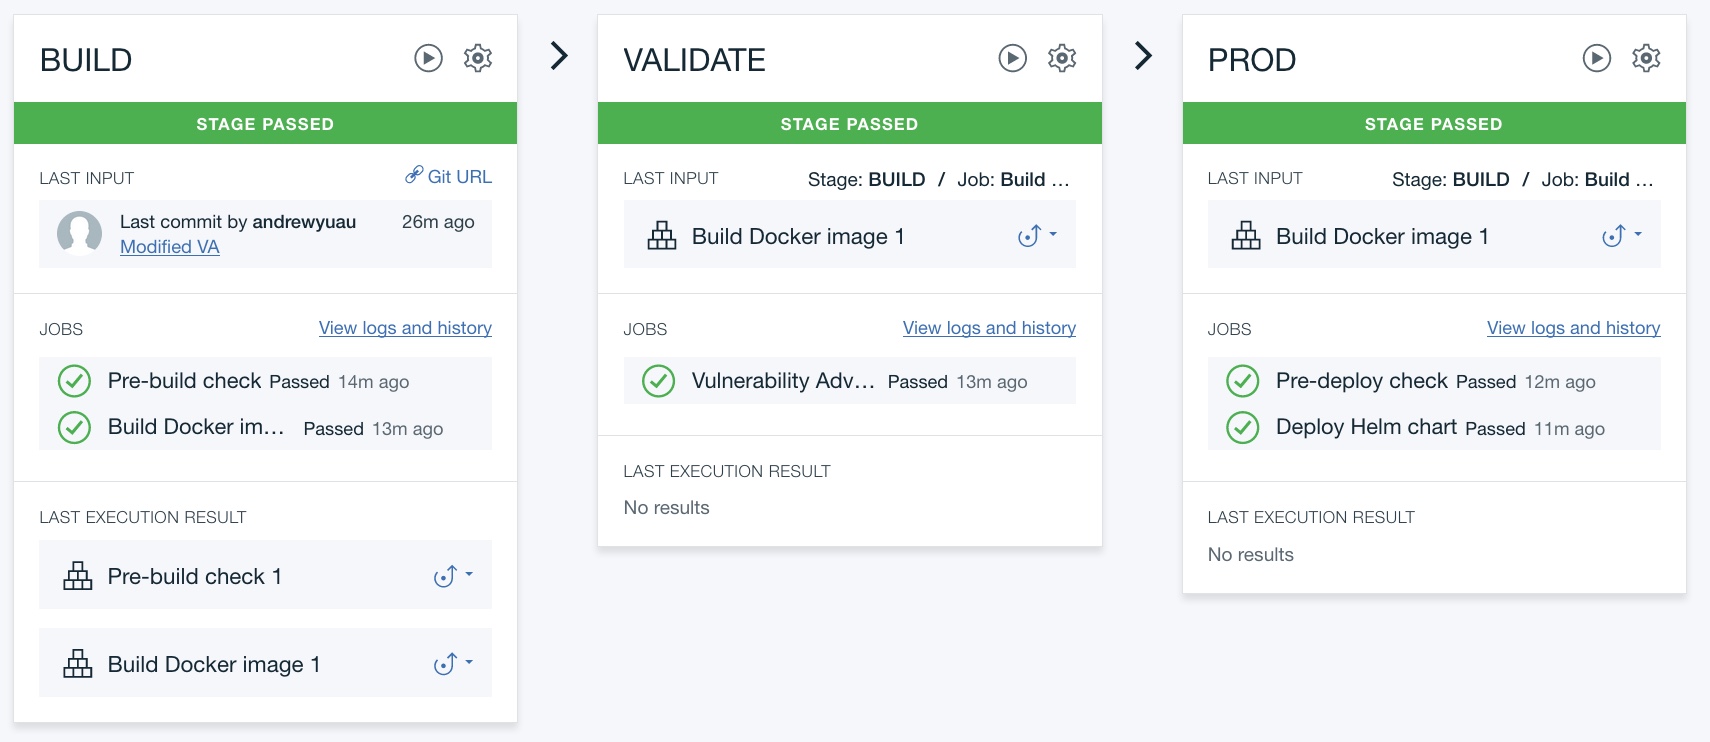 BUILD
STAGE PASSED
LAST INPUT
Git URL
Last commit by andrewyuau 26m ago
Modified VA
JOBS
View logs and history
Pre-build check Passed 14m ago
Build Docker im... Passed 13m ago
LAST EXECUTION RESULT
Pre-build check 1
Build Docker image 1
VALIDATE
STAGE PASSED
LAST INPUT
Stage: BUILD / Job: Build ...
Build Docker image 1
JOBS
View logs and history
Vulnerability Adv... Passed 13m ago
LAST EXECUTION RESULT
No results
PROD
STAGE PASSED
LAST INPUT
Stage: BUILD / Job: Build ...
Build Docker image 1
JOBS
View logs and history
Pre-deploy check Passed 12m ago
Deploy Helm chart Passed 11m ago
LAST EXECUTION RESULT
No results